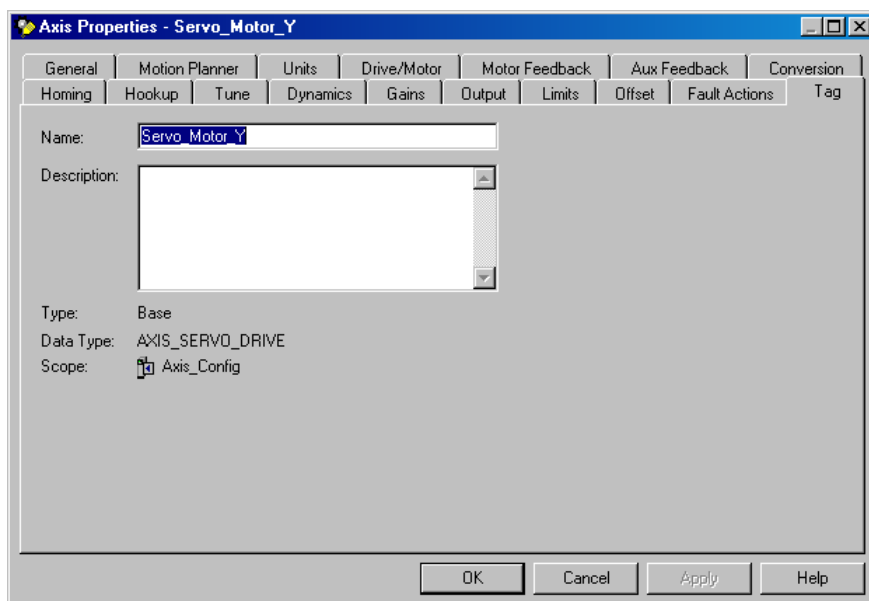 Axis Properties - Servo_Motor_Y
General Motion Planner Units Drive/Motor Motor Feedback Aux Feedback Conversion
Homing Hookup Tune Dynamics Gains Output Limits Offset Fault Actions Tag
Name: Servo_Motor_Y
Description:
Type: Base
Data Type: AXIS_SERVO_DRIVE
Scope: Axis_Config
OK Cancel Apply Help